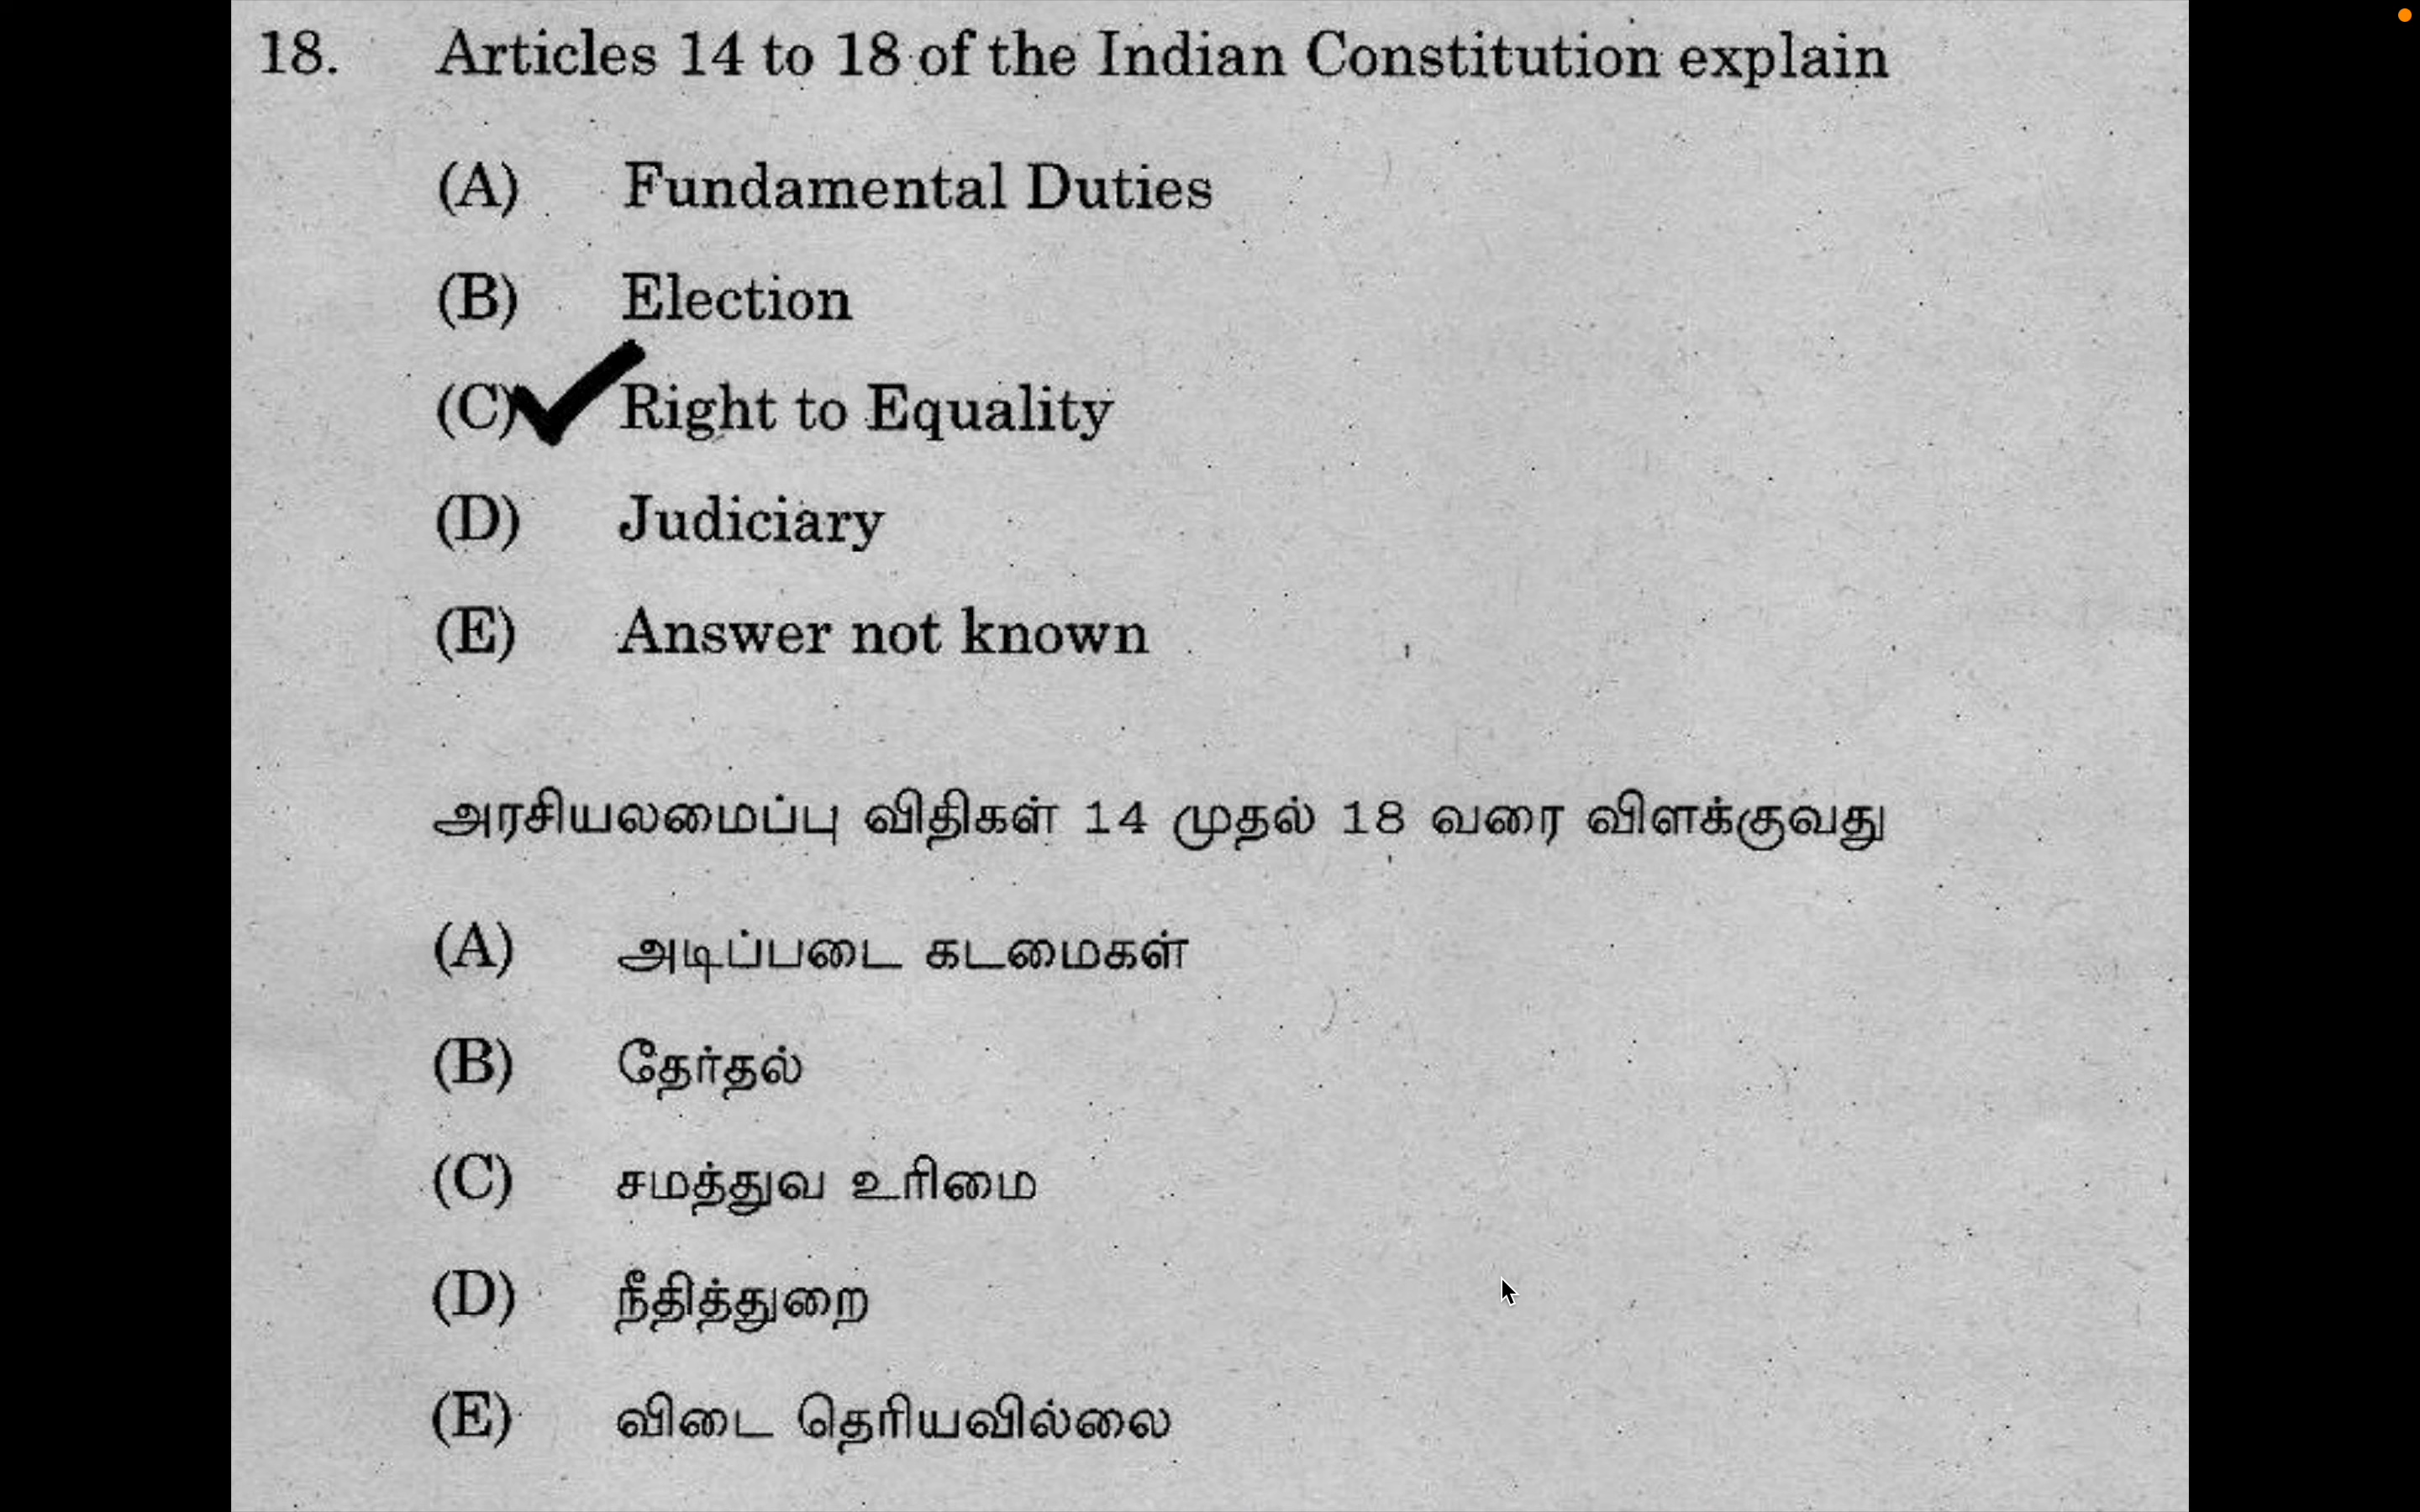 18. Articles 14 to 18 of the Indian Constitution explain
(A) Fundamental Duties
(B) Election
(C) Right to Equality
(D) Judiciary
(E) Answer not known
அரசியலமைப்பு விதிகள் 14 முதல் 18 வரை விளக்குவது
(A) அடிப்படை கடமைகள்
(B) தேர்தல்
(C) சமத்துவ உரிமை
(D) நீதித்துறை
(E) விடை தெரியவில்லை